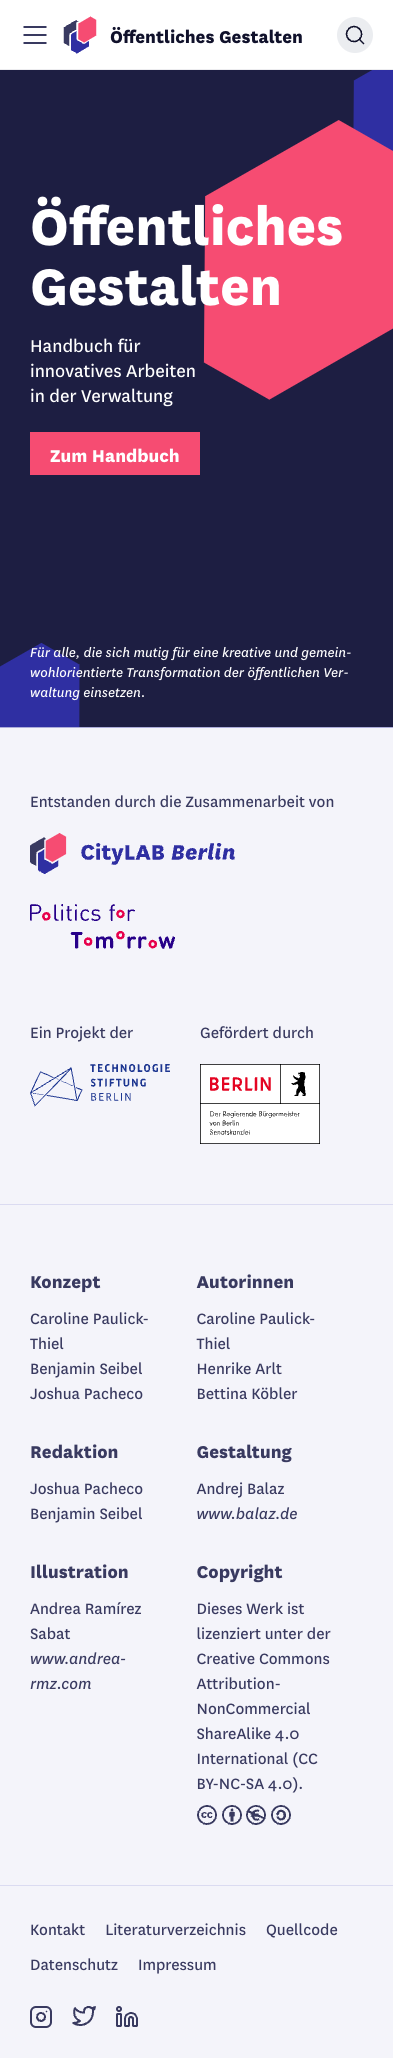 Öffentliches Gestalten
Öffentliches
Gestalten
Handbuch für
innovatives Arbeiten
in der Verwaltung
Zum Handbuch
Für alle, die sich mutig für eine kreative und gemein-
wohlorientierte Transformation der öffentlichen Ver-
waltung einsetzen.
Entstanden durch die Zusammenarbeit von
CityLAB Berlin
Politics for
Tomorrow
Ein Projekt der
TECHNOLOGIE
STIFTUNG
BERLIN
Gefördert durch
BERLIN
Der Regierende Bürgermeister
von Berlin
Senatskanzlei
Konzept
Caroline Paulick-
Thiel
Benjamin Seibel
Joshua Pacheco
Autorinnen
Caroline Paulick-
Thiel
Henrike Arlt
Bettina Köbler
Redaktion
Joshua Pacheco
Benjamin Seibel
Gestaltung
Andrej Balaz
www.balaz.de
Illustration
Andrea Ramírez
Sabat
www.andrea-
rmz.com
Copyright
Dieses Werk ist
lizenziert unter der
Creative Commons
Attribution-
NonCommercial
ShareAlike 4.0
International (CC
BY-NC-SA 4.0).
Kontakt Literaturverzeichnis Quellcode
Datenschutz Impressum